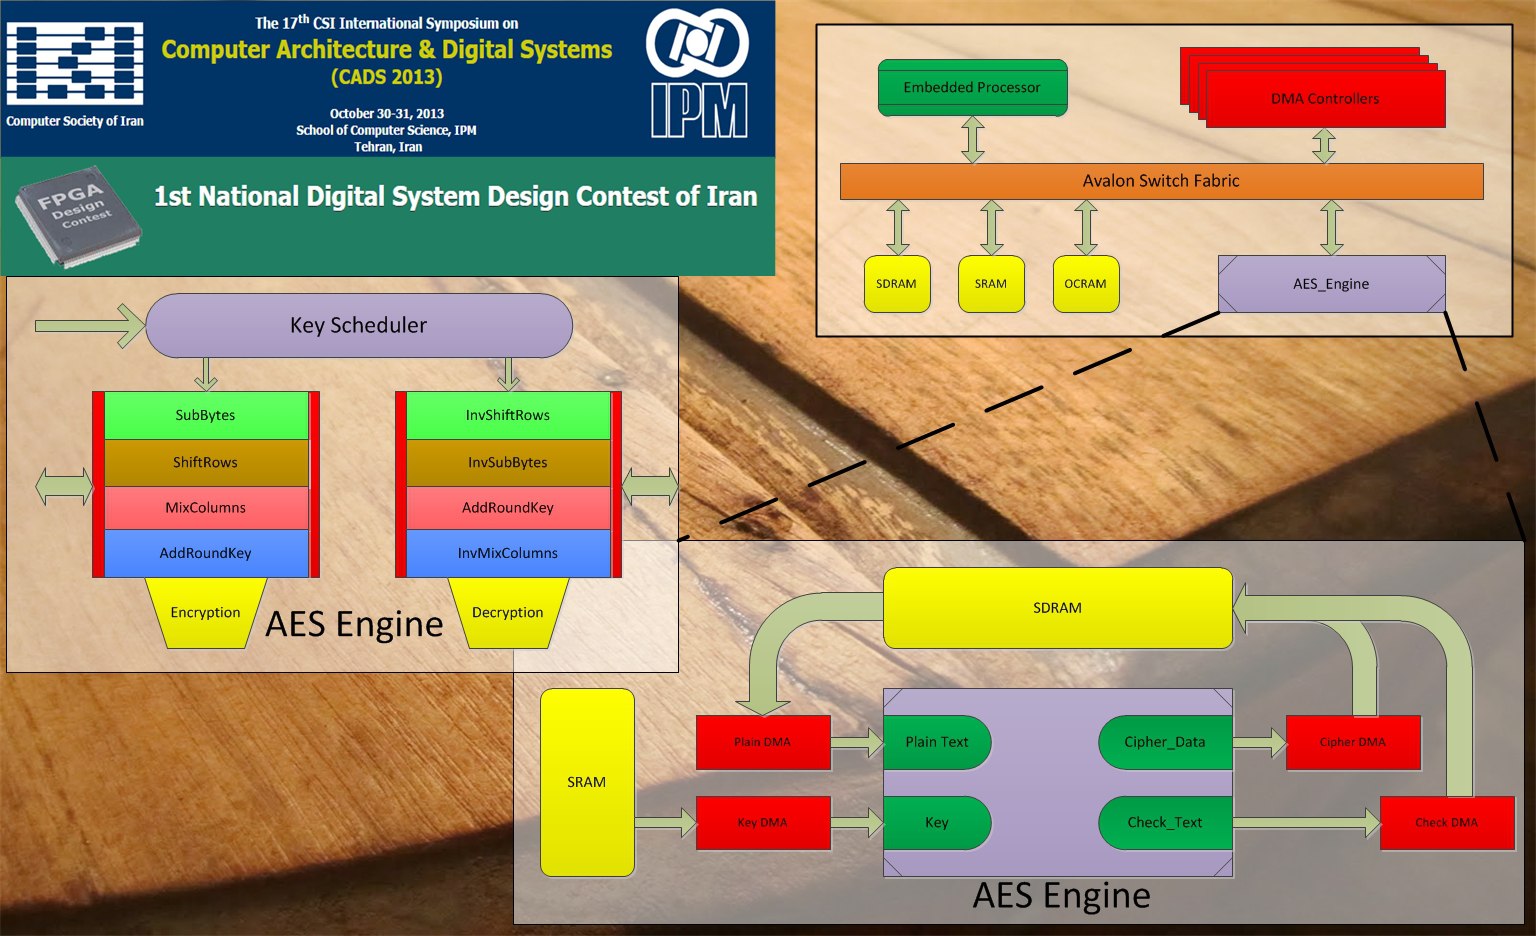 The 17th CSI International Symposium on
Computer Architecture & Digital Systems
(CADS 2013)
October 30-31, 2013
School of Computer Science, IPM
Tehran, Iran
Computer Society of Iran
IPM
FPGA
Design
Contest
1st National Digital System Design Contest of Iran
Embedded Processor
DMA Controllers
Avalon Switch Fabric
SDRAM
SRAM
OCRAM
AES_Engine
Key Scheduler
SubBytes
ShiftRows
MixColumns
AddRoundKey
Encryption
InvShiftRows
InvSubBytes
AddRoundKey
InvMixColumns
Decryption
AES Engine
SDRAM
SRAM
Plain DMA
Plain Text
Cipher_Data
Cipher DMA
Key DMA
Key
Check_Text
Check DMA
AES Engine